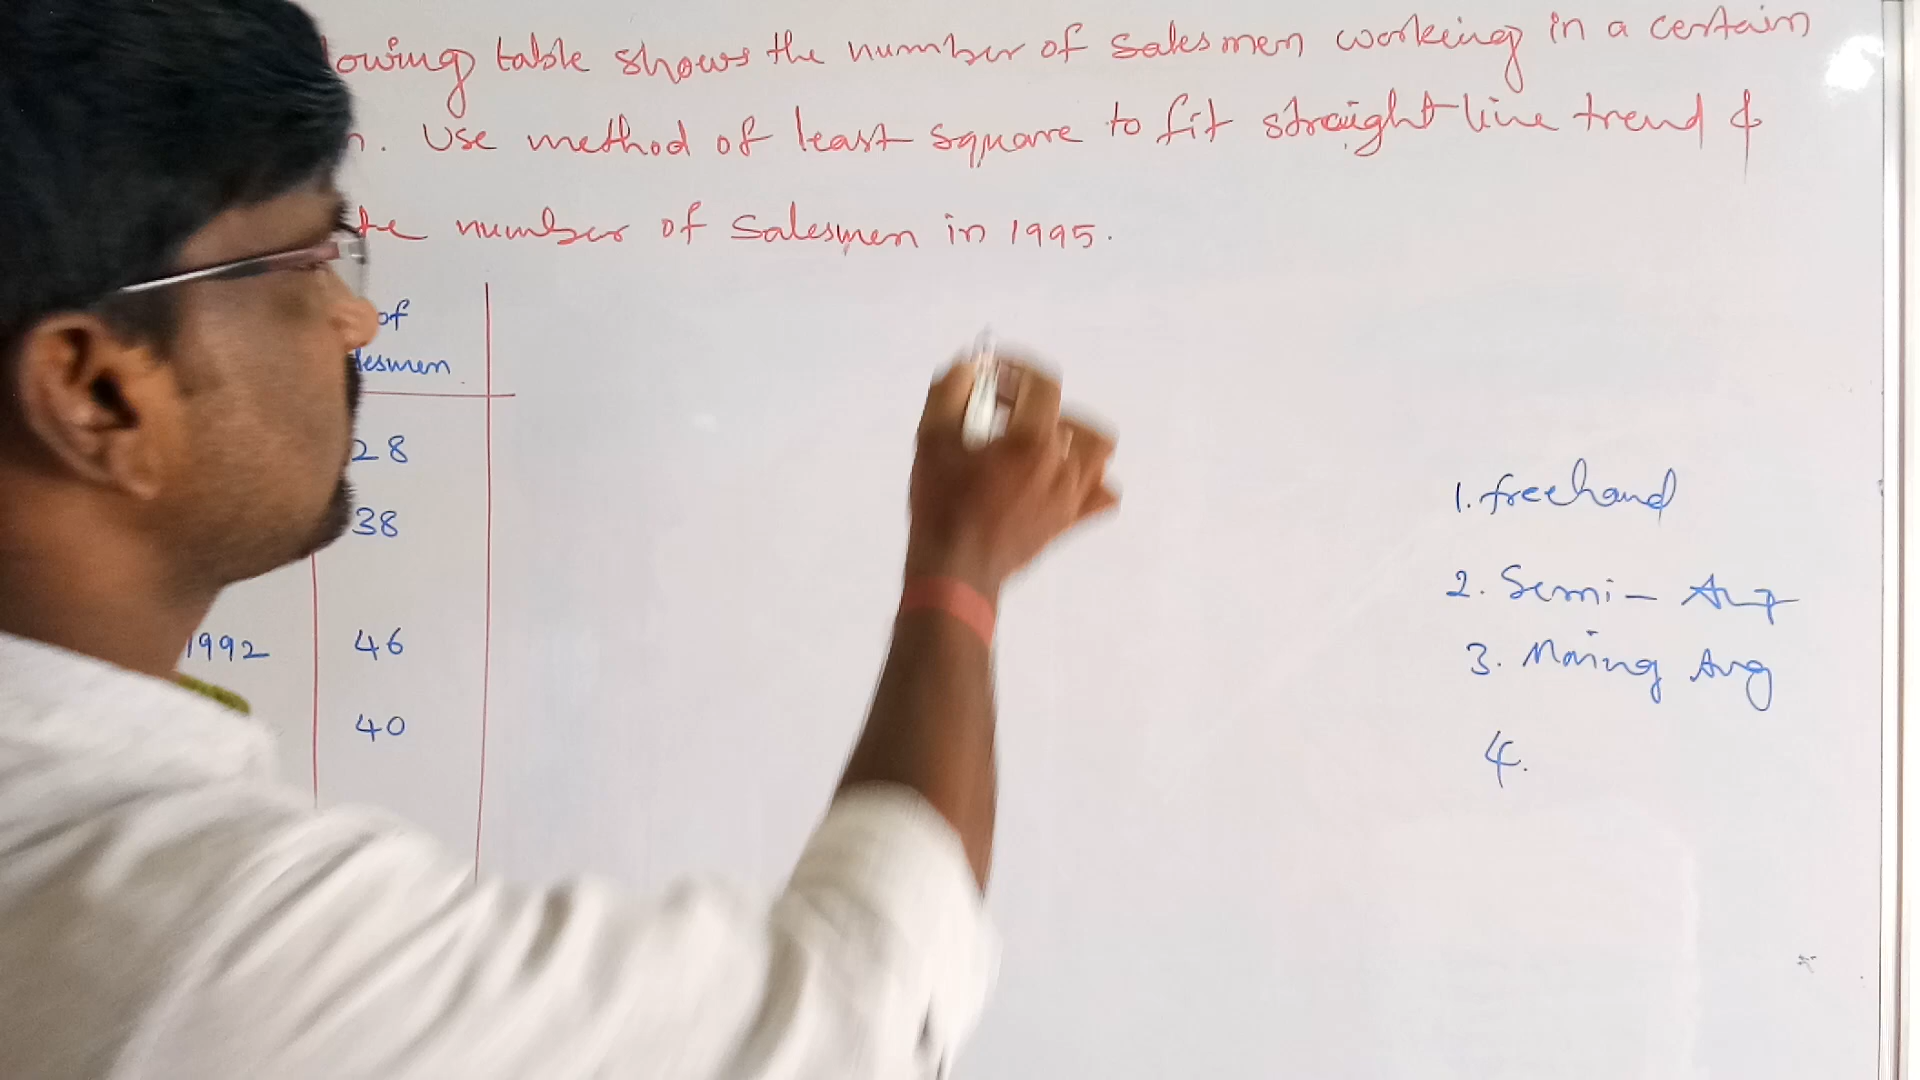 owing table shows the number of salesmen working in a certain
n. Use method of least square to fit straight line trend &
the number of Salesmen in 1995.
of
lesmen
28
38
1992 46
40
1. freehand
2. Semi - Avg
3. Moving Avg
4.